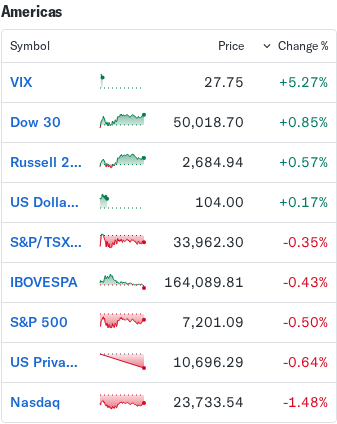 Americas
Symbol Price Change %
VIX 27.75 +5.27%
Dow 30 50,018.70 +0.85%
Russell 2... 2,684.94 +0.57%
US Dolla... 104.00 +0.17%
S&P/TSX... 33,962.30 -0.35%
IBOVESPA 164,089.81 -0.43%
S&P 500 7,201.09 -0.50%
US Priva... 10,696.29 -0.64%
Nasdaq 23,733.54 -1.48%